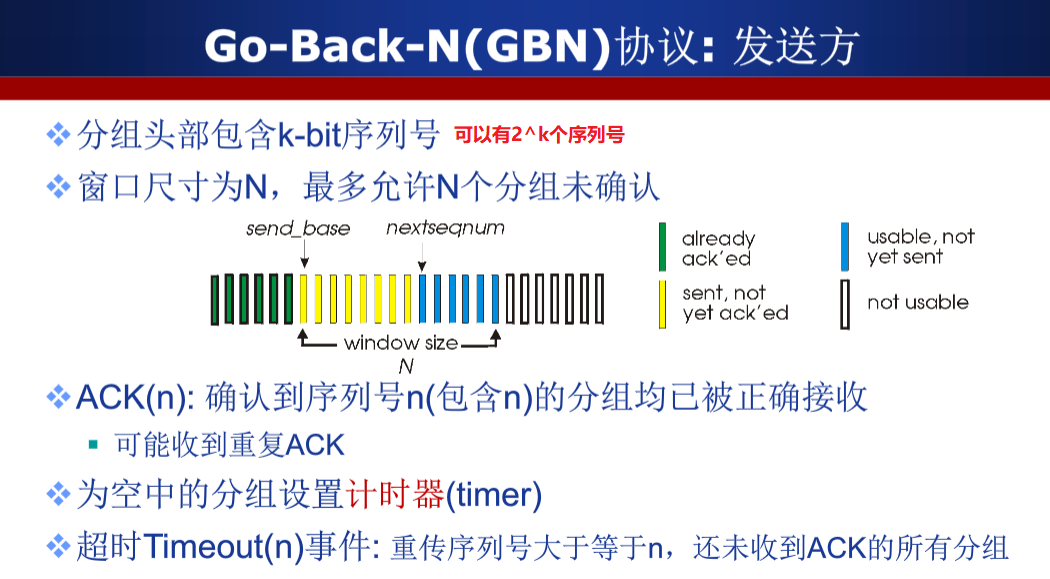 Go-Back-N(GBN)协议: 发送方
分组头部包含k-bit序列号 可以有2^k个序列号
窗口尺寸为N，最多允许N个分组未确认
send_base nextseqnum
already
ack'ed
usable, not
yet sent
sent, not
yet ack'ed
not usable
window size
N
ACK(n): 确认到序列号n(包含n)的分组均已被正确接收
可能收到重复ACK
为空中的分组设置计时器(timer)
超时Timeout(n)事件: 重传序列号大于等于n，还未收到ACK的所有分组